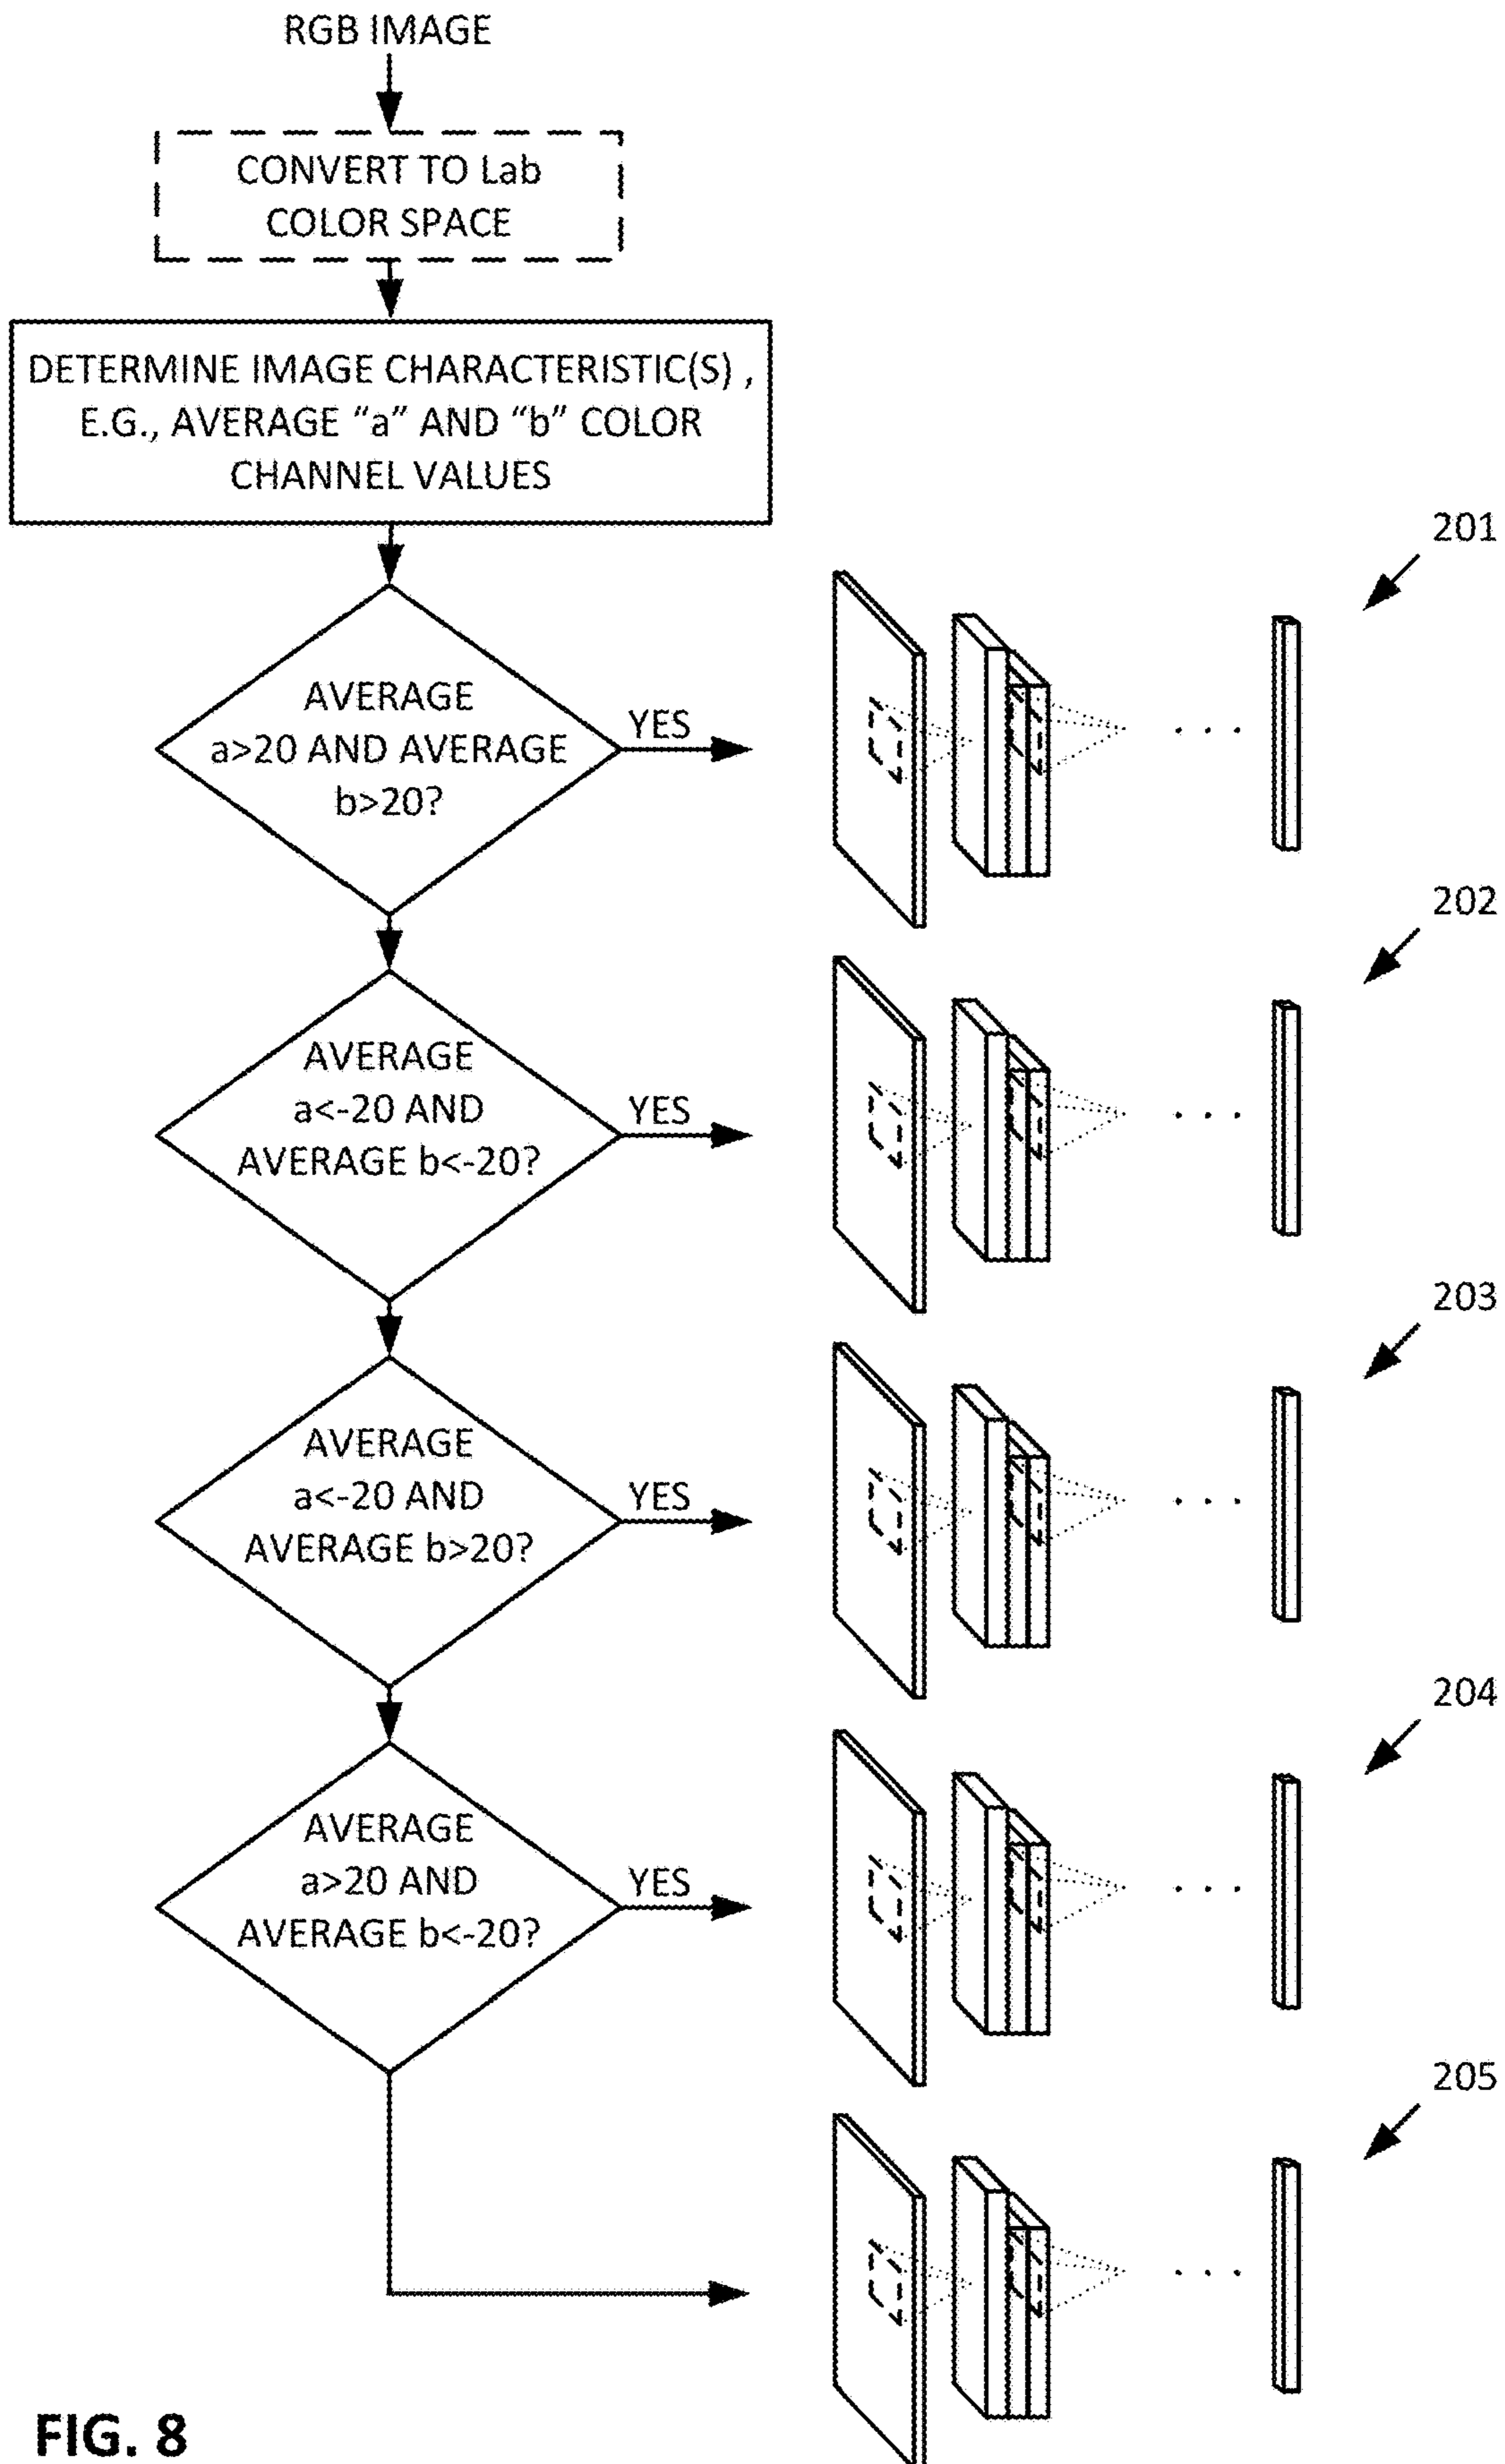 RGB IMAGE
CONVERT TO Lab
COLOR SPACE
DETERMINE IMAGE CHARACTERISTIC(S) ,
E.G., AVERAGE “a” AND “b” COLOR
CHANNEL VALUES
201
AVERAGE
a>20 AND AVERAGE
b>20?
YES
202
AVERAGE
a<-20 AND
AVERAGE b<-20?
YES
203
AVERAGE
a<-20 AND
AVERAGE b>20?
YES
204
AVERAGE
a>20 AND
AVERAGE b<-20?
YES
205
FIG. 8